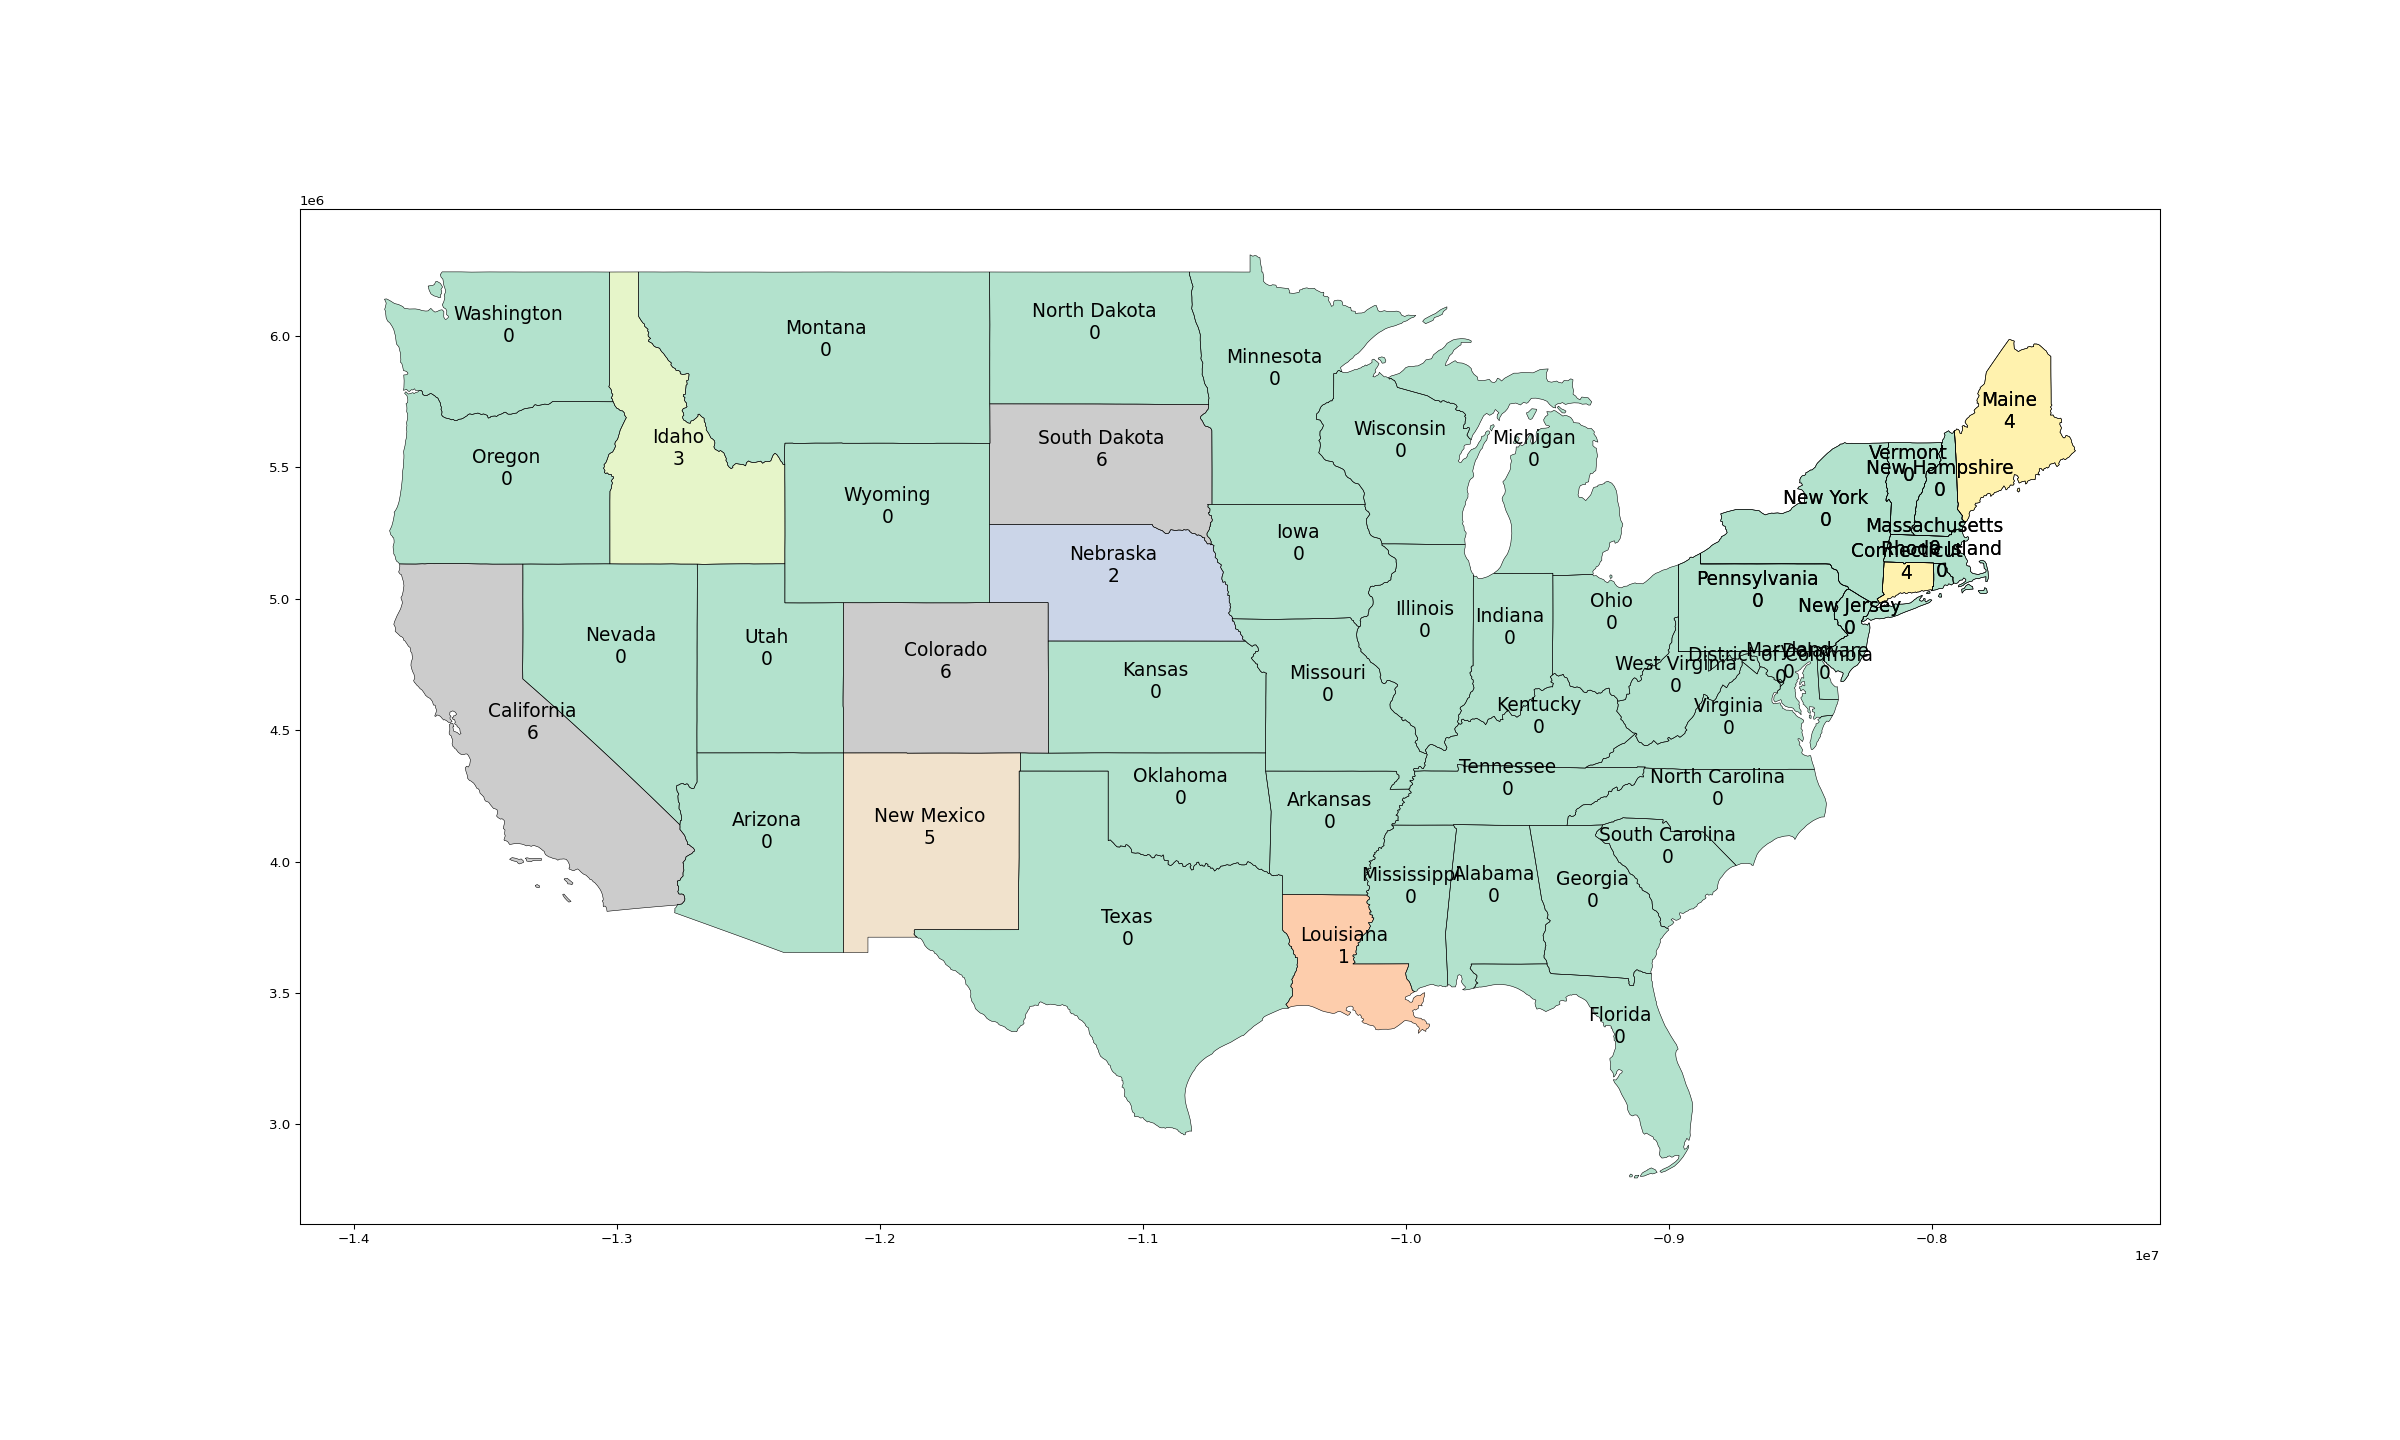 1e6
6.0
5.5
5.0
4.5
4.0
3.5
3.0
Washington
0
Montana
0
North Dakota
0
Minnesota
0
Oregon
0
Idaho
3
Wyoming
0
South Dakota
6
Wisconsin
0
Michigan
0
Maine
4
Vermont
0
New Hampshire
0
New York
0
Massachusetts
0
Connecticut
4
Rhode Island
0
Nebraska
2
Iowa
0
Pennsylvania
0
New Jersey
0
Nevada
0
Utah
0
Colorado
6
Kansas
0
Missouri
0
Illinois
0
Indiana
0
Ohio
0
West Virginia
0
District of Columbia
0
Maryland
0
Delaware
0
California
6
Kentucky
0
Virginia
0
Arizona
0
New Mexico
5
Oklahoma
0
Arkansas
0
Tennessee
0
North Carolina
0
South Carolina
0
Texas
0
Louisiana
1
Mississippi
0
Alabama
0
Georgia
0
Florida
0
−1.4
−1.3
−1.2
−1.1
−1.0
−0.9
−0.8
1e7